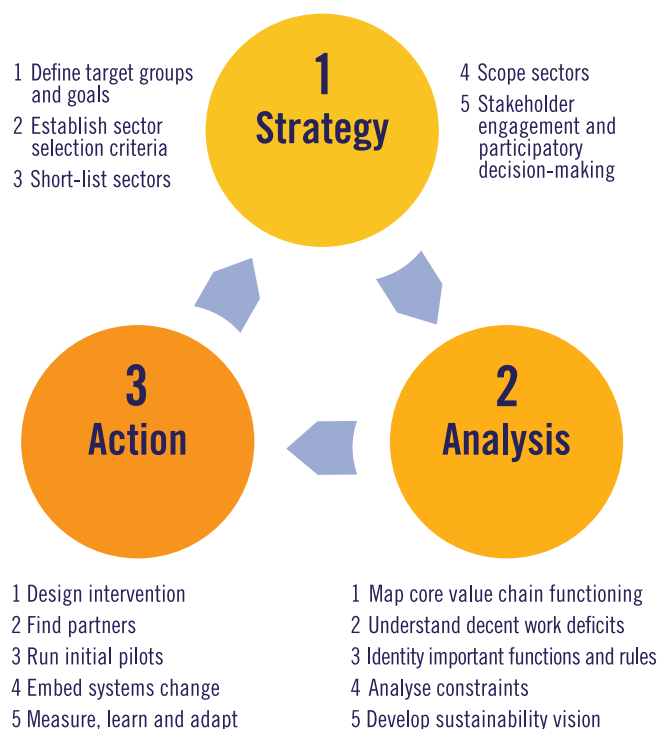 1 Define target groups
and goals
2 Establish sector
selection criteria
3 Short-list sectors
1
Strategy
4 Scope sectors
5 Stakeholder
engagement and
participatory
decision-making
3
Action
2
Analysis
1 Design intervention
2 Find partners
3 Run initial pilots
4 Embed systems change
5 Measure, learn and adapt
1 Map core value chain functioning
2 Understand decent work deficits
3 Identity important functions and rules
4 Analyse constraints
5 Develop sustainability vision